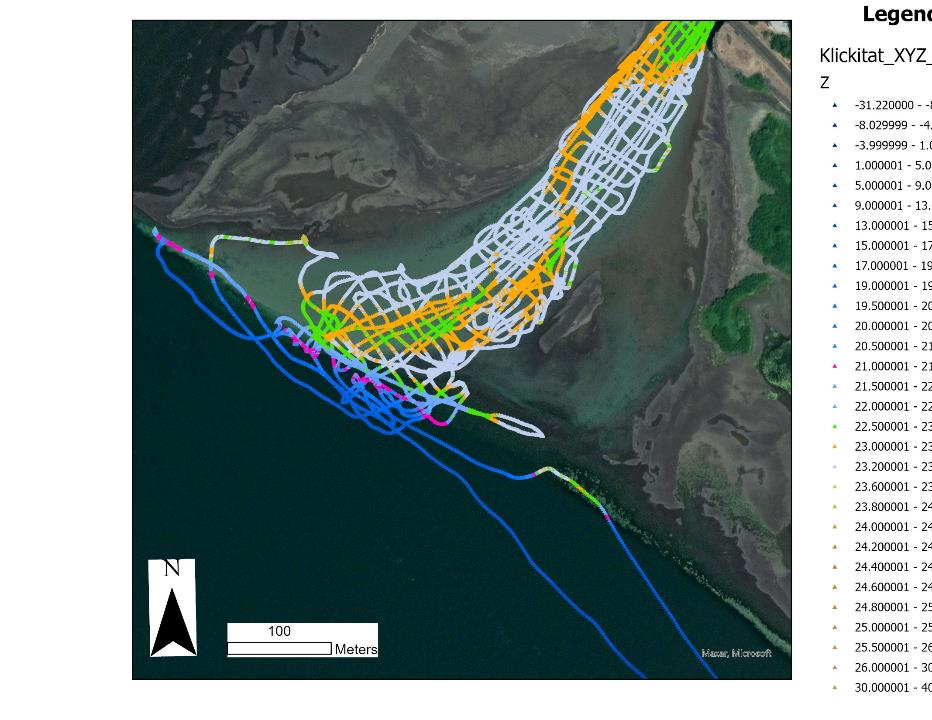 Legen
Klickitat_XYZ_
Z
-31.220000 - -8
-8.029999 - -4.
-3.999999 - 1.0
1.000001 - 5.0
5.000001 - 9.0
9.000001 - 13.
13.000001 - 15
15.000001 - 17
17.000001 - 19
19.000001 - 19
19.500001 - 20
20.000001 - 20
20.500001 - 21
21.000001 - 21
21.500001 - 22
22.000001 - 22
22.500001 - 23
23.000001 - 23
23.200001 - 23
23.600001 - 23
23.800001 - 24
24.000001 - 24
24.200001 - 24
24.400001 - 24
24.600001 - 24
24.800001 - 25
25.000001 - 25
25.500001 - 26
26.000001 - 30
30.000001 - 40
N
100
Meters
Maxar, Microsoft